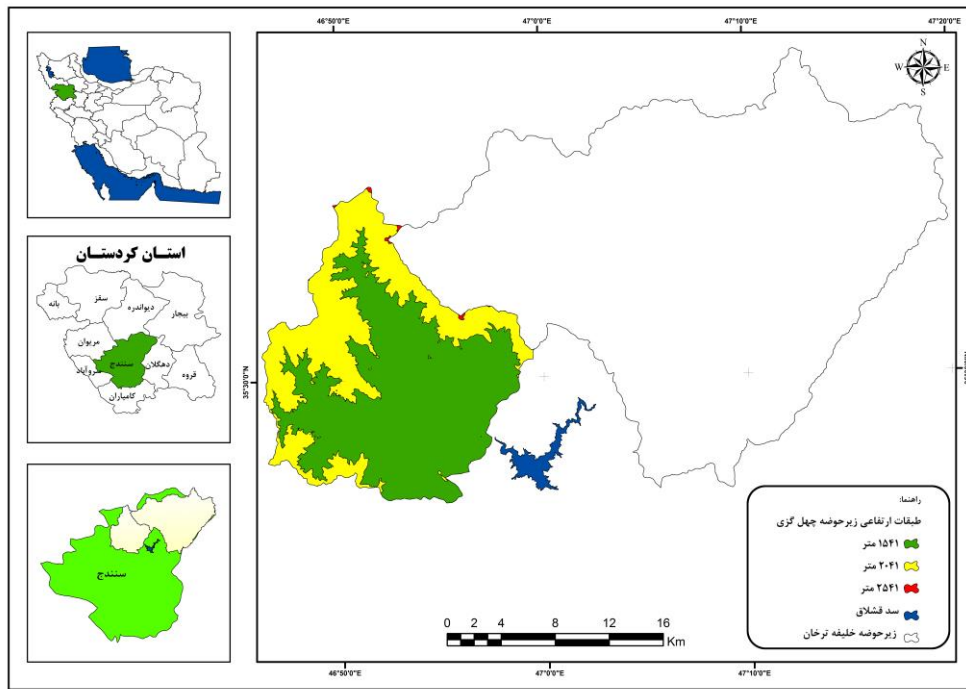 46°50'0"E
47°0'0"E
47°10'0"E
47°20'0"E
N
W
E
S
استـان کردستـان
سقز
بانه
دیواندره
بیجار
مریوان
سنندج
دهگلان
سروآباد
قروه
کامیاران
سنندج
35°30'0"N
راهنما:
طبقات ارتفاعی زیرحوضه چهل گزی
۱۵۴۱ متر
۲۰۴۱ متر
۲۵۴۱ متر
سد قشلاق
زیرحوضه خلیفه ترخان
0 1 2 4 8 12 16
Km
46°50'0"E
47°0'0"E
47°10'0"E